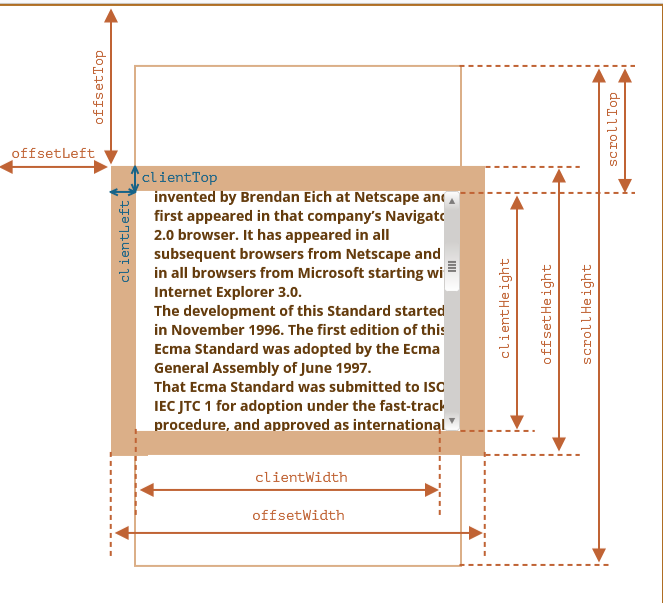 offsetTop
offsetLeft
clientTop
clientLeft
invented by Brendan Eich at Netscape and
first appeared in that company's Navigato
2.0 browser. It has appeared in all
subsequent browsers from Netscape and
in all browsers from Microsoft starting wi
Internet Explorer 3.0.
The development of this Standard started
in November 1996. The first edition of this
Ecma Standard was adopted by the Ecma
General Assembly of June 1997.
That Ecma Standard was submitted to ISO
IEC JTC 1 for adoption under the fast-track
procedure, and approved as international
scrollTop
clientHeight
offsetHeight
scrollHeight
clientWidth
offsetWidth